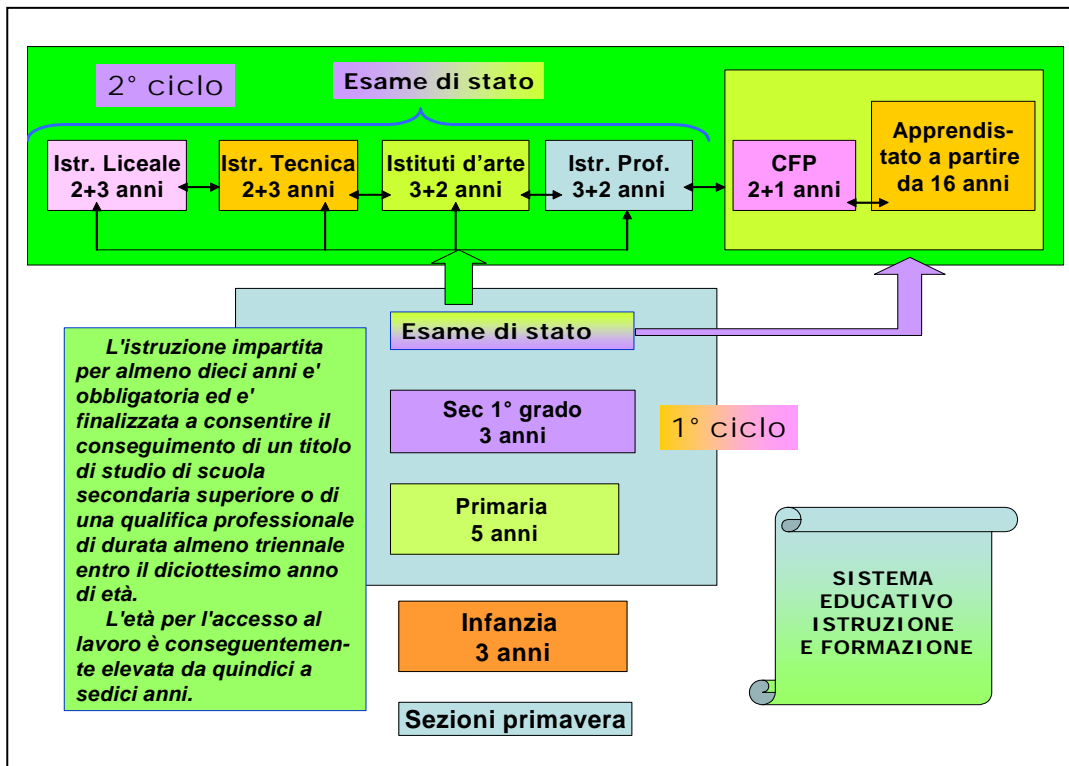 2° ciclo
Esame di stato
Istr. Liceale
2+3 anni
Istr. Tecnica
2+3 anni
Istituti d'arte
3+2 anni
Istr. Prof.
3+2 anni
CFP
2+1 anni
Apprendis-
tato a partire
da 16 anni
Esame di stato
Sec 1° grado
3 anni
1° ciclo
Primaria
5 anni
Infanzia
3 anni
Sezioni primavera
L'istruzione impartita
per almeno dieci anni e'
obbligatoria ed e'
finalizzata a consentire il
conseguimento di un titolo
di studio di scuola
secondaria superiore o di
una qualifica professionale
di durata almeno triennale
entro il diciottesimo anno
di età.
L'età per l'accesso al
lavoro è conseguentemen-
te elevata da quindici a
sedici anni.
SISTEMA
EDUCATIVO
ISTRUZIONE
E FORMAZIONE